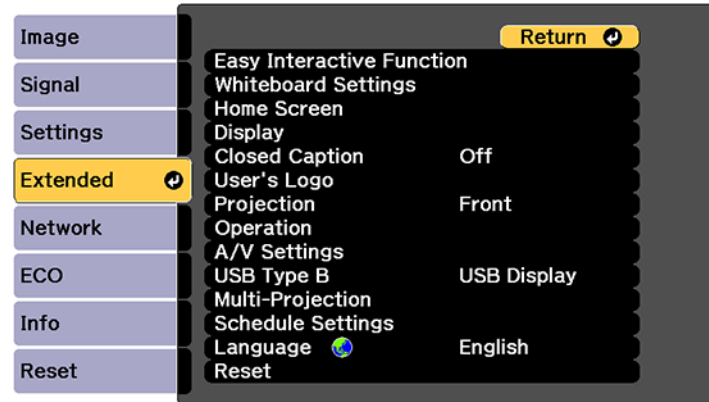 Image
Signal
Settings
Extended
Network
ECO
Info
Reset
Return
Easy Interactive Function
Whiteboard Settings
Home Screen
Display
Closed Caption Off
User's Logo
Projection Front
Operation
A/V Settings
USB Type B USB Display
Multi-Projection
Schedule Settings
Language English
Reset